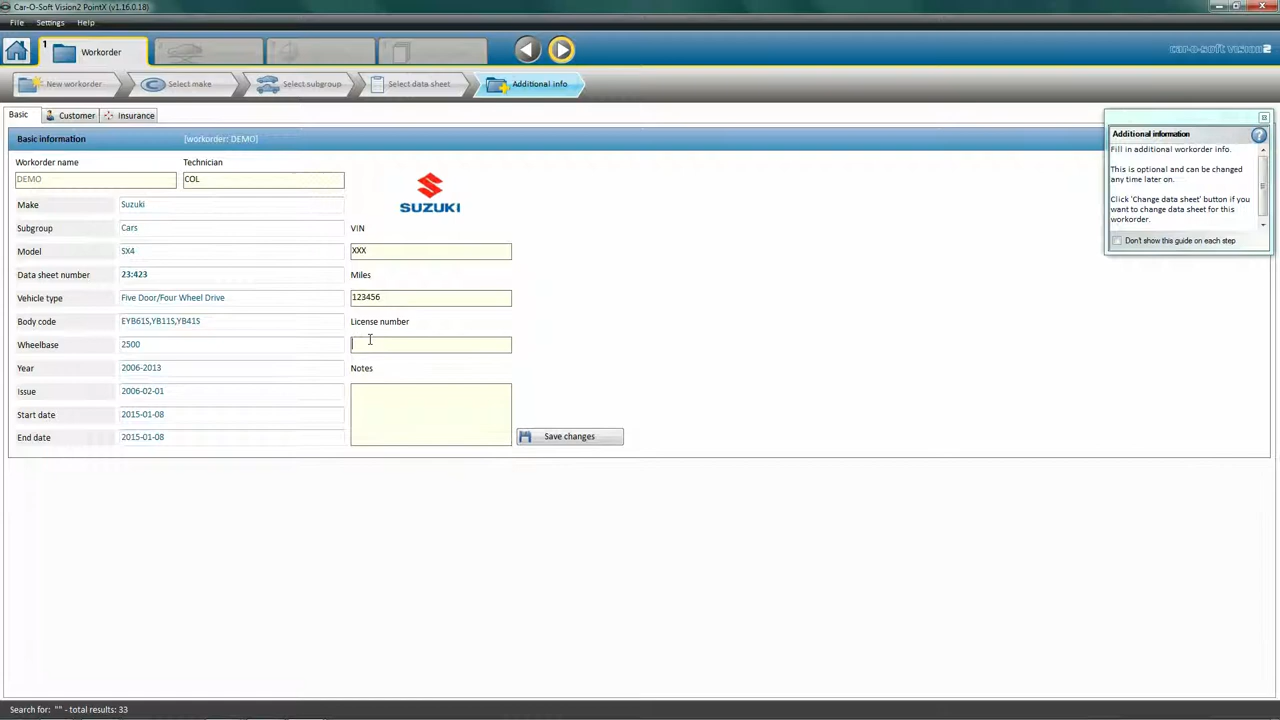 Car-O-Soft Vision2 PointX (v1.16.0.18)
File Settings Help
1 Workorder
car-o-soft vision2
New workorder Select make Select subgroup Select data sheet Additional info
Basic Customer Insurance
Basic information [workorder: DEMO]
Workorder name Technician
DEMO COL
SUZUKI
Make Suzuki
Subgroup Cars VIN
Model SX4 XXX
Data sheet number 23:423 Miles
Vehicle type Five Door/Four Wheel Drive 123456
Body code EYB61S,YB11S,YB41S License number
Wheelbase 2500
Year 2006-2013 Notes
Issue 2006-02-01
Start date 2015-01-08
End date 2015-01-08 Save changes
Additional information
Fill in additional workorder info.
This is optional and can be changed
any time later on.
Click 'Change data sheet' button if you
want to change data sheet for this
workorder.
Don't show this guide on each step
Search for: "" - total results: 33